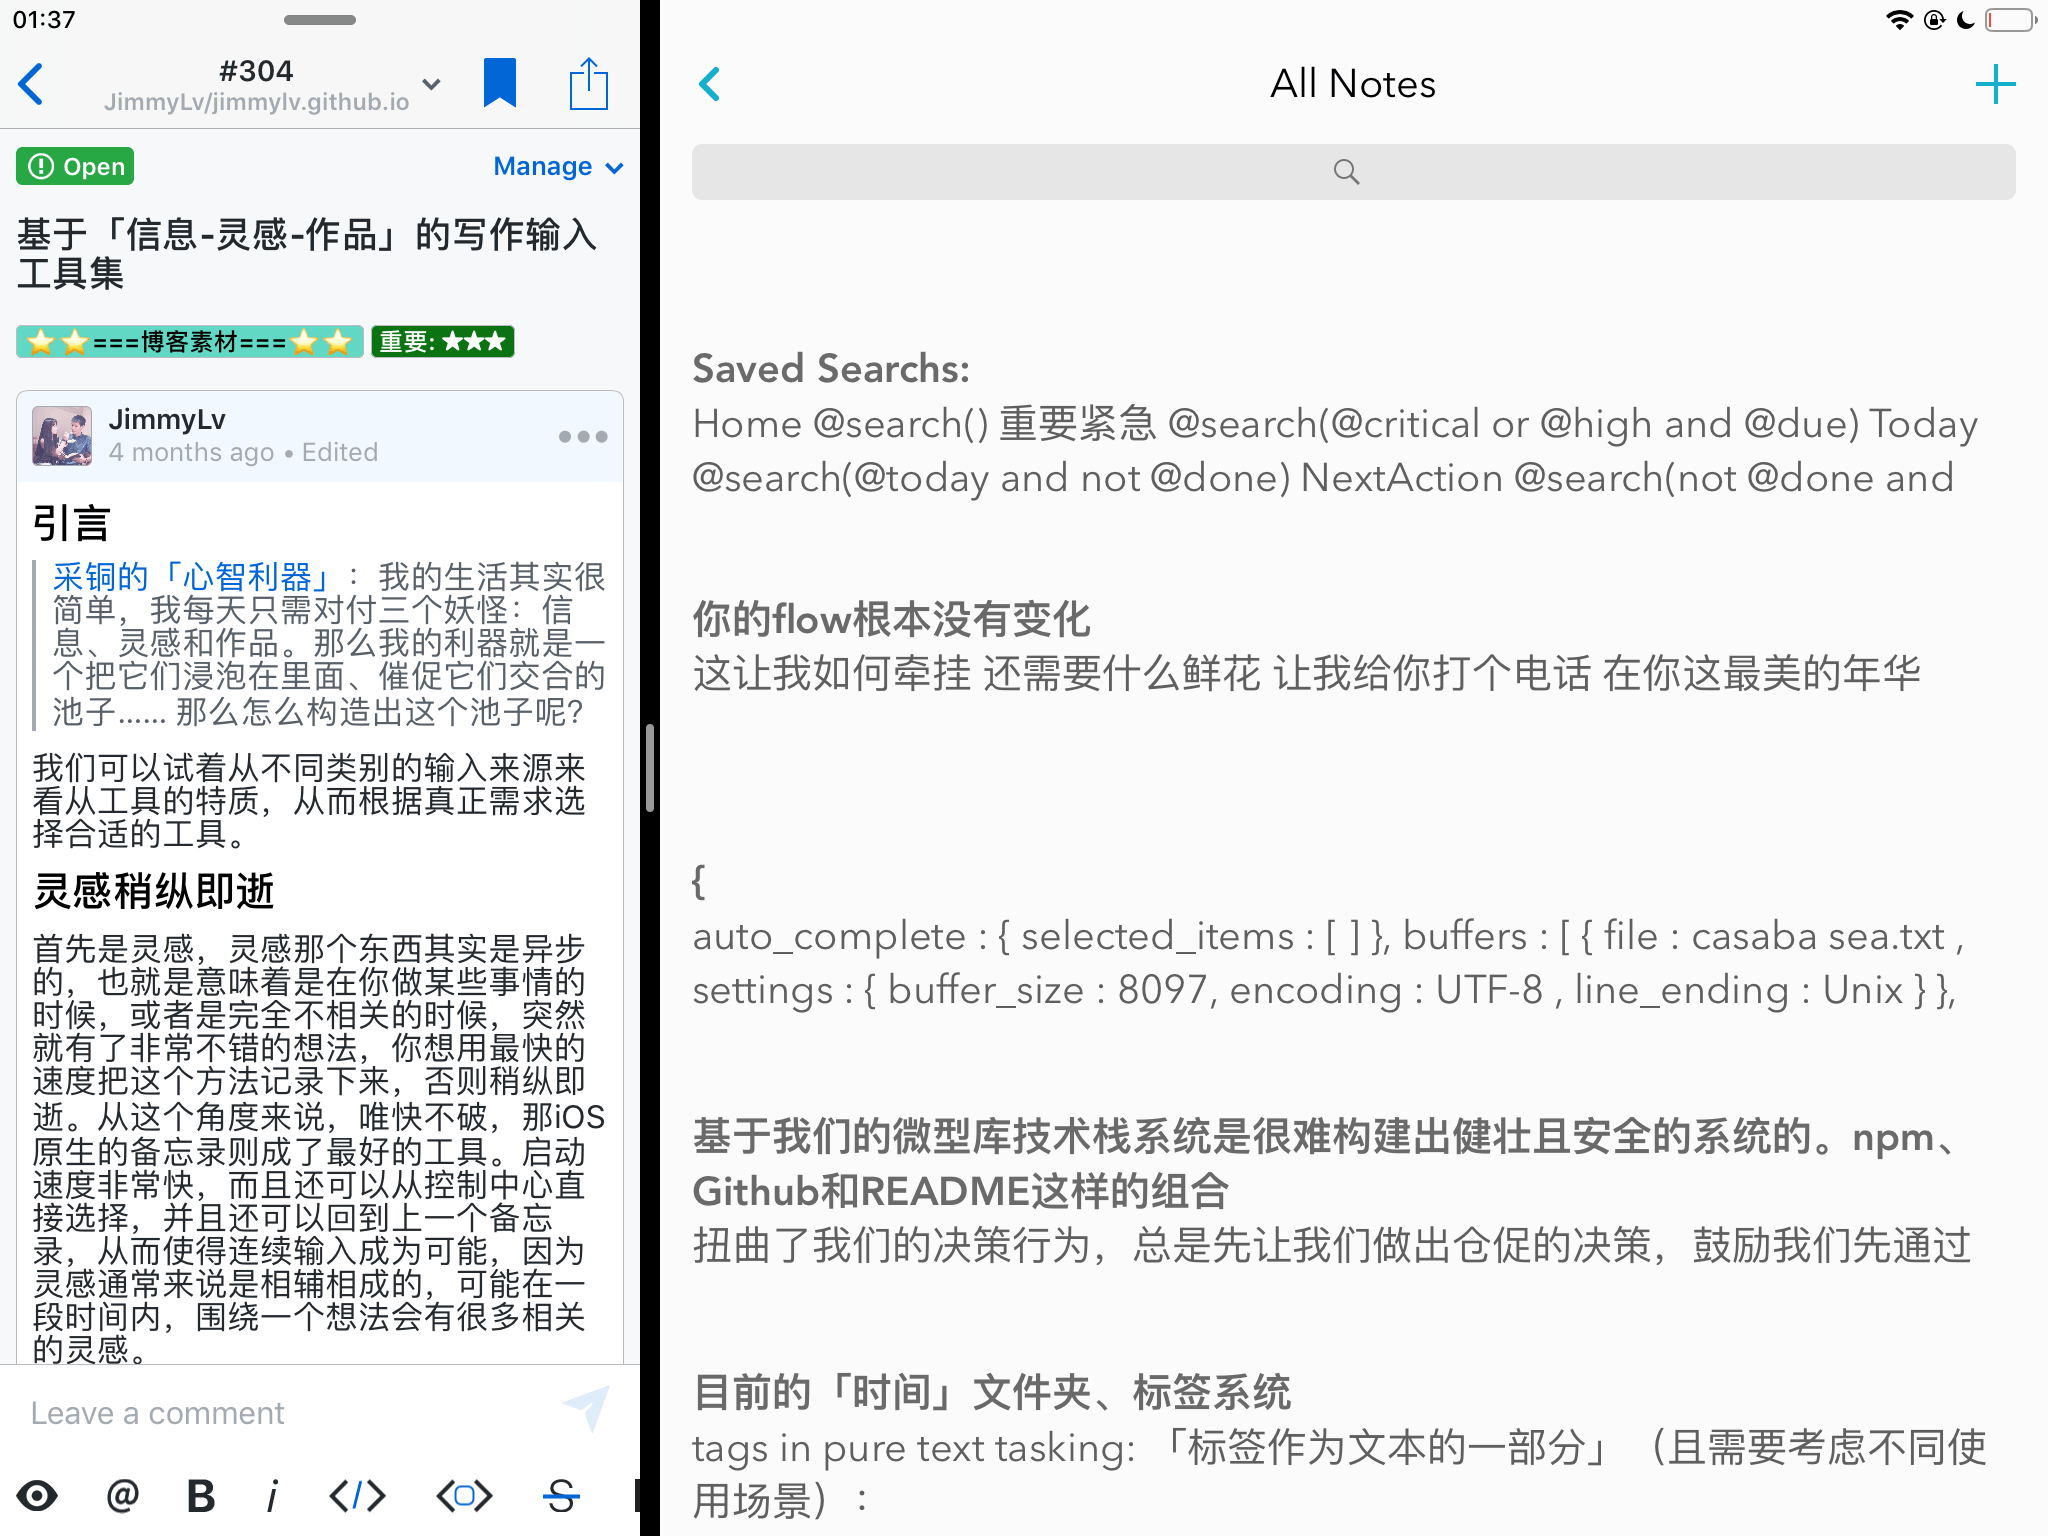 01:37
#304
JimmyLv/jimmylv.github.io
Open
Manage
基于「信息-灵感-作品」的写作输入
工具集
⭐⭐===博客素材===⭐⭐ 重要: ★★★
JimmyLv
4 months ago • Edited
引言
采铜的「心智利器」：我的生活其实很
简单，我每天只需对付三个妖怪：信
息、灵感和作品。那么我的利器就是一
个把它们浸泡在里面、催促它们交合的
池子…… 那么怎么构造出这个池子呢？
我们可以试着从不同类别的输入来源来
看从工具的特质，从而根据真正需求选
择合适的工具。
灵感稍纵即逝
首先是灵感，灵感那个东西其实是异步
的，也就是意味着是在你做某些事情的
时候，或者是完全不相关的时候，突然
就有了非常不错的想法，你想用最快的
速度把这个方法记录下来，否则稍纵即
逝。从这个角度来说，唯快不破，那iOS
原生的备忘录则成了最好的工具。启动
速度非常快，而且还可以从控制中心直
接选择，并且还可以回到上一个备忘
录，从而使得连续输入成为可能，因为
灵感通常来说是相辅相成的，可能在一
段时间内，围绕一个想法会有很多相关
的灵感。
Leave a comment
@ B i </> S
All Notes
Saved Searchs:
Home @search() 重要紧急 @search(@critical or @high and @due) Today
@search(@today and not @done) NextAction @search(not @done and
你的flow根本没有变化
这让我如何牵挂 还需要什么鲜花 让我给你打个电话 在你这最美的年华
{
auto_complete : { selected_items : [ ] }, buffers : [ { file : casaba sea.txt ,
settings : { buffer_size : 8097, encoding : UTF-8 , line_ending : Unix } },
基于我们的微型库技术栈系统是很难构建出健壮且安全的系统的。npm、
Github和README这样的组合
扭曲了我们的决策行为，总是先让我们做出仓促的决策，鼓励我们先通过
目前的「时间」文件夹、标签系统
tags in pure text tasking: 「标签作为文本的一部分」（且需要考虑不同使
用场景）：